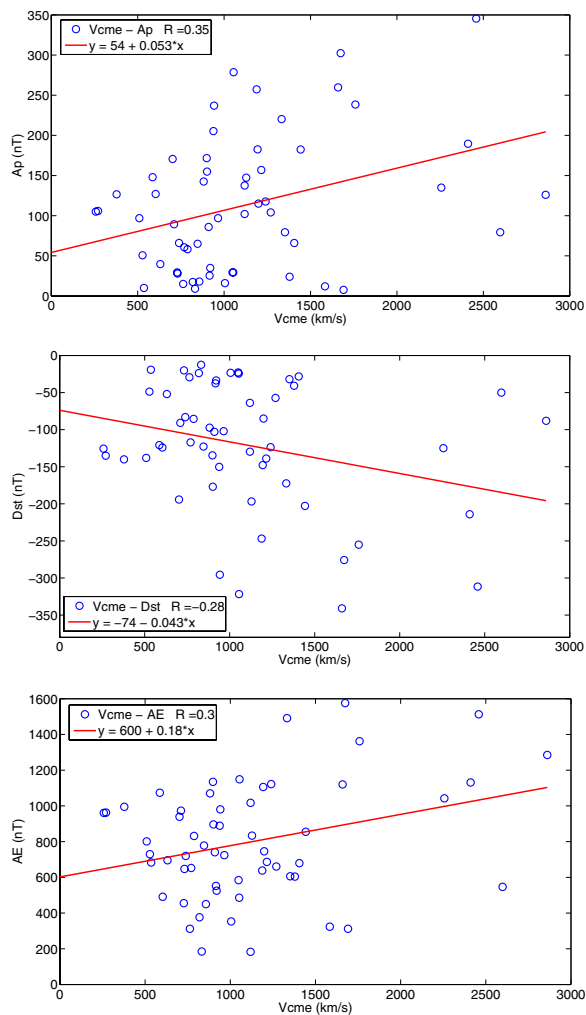 350
300
250
200
150
100
50
0
Ap (nT)
Vcme − Ap R =0.35
y = 54 + 0.053*x
0 500 1000 1500 2000 2500 3000
Vcme (km/s)
0
−50
−100
−150
−200
−250
−300
−350
Dst (nT)
Vcme − Dst R =−0.28
y = −74 − 0.043*x
0 500 1000 1500 2000 2500 3000
Vcme (km/s)
1600
1400
1200
1000
800
600
400
200
0
AE (nT)
Vcme − AE R =0.3
y = 600 + 0.18*x
0 500 1000 1500 2000 2500 3000
Vcme (km/s)